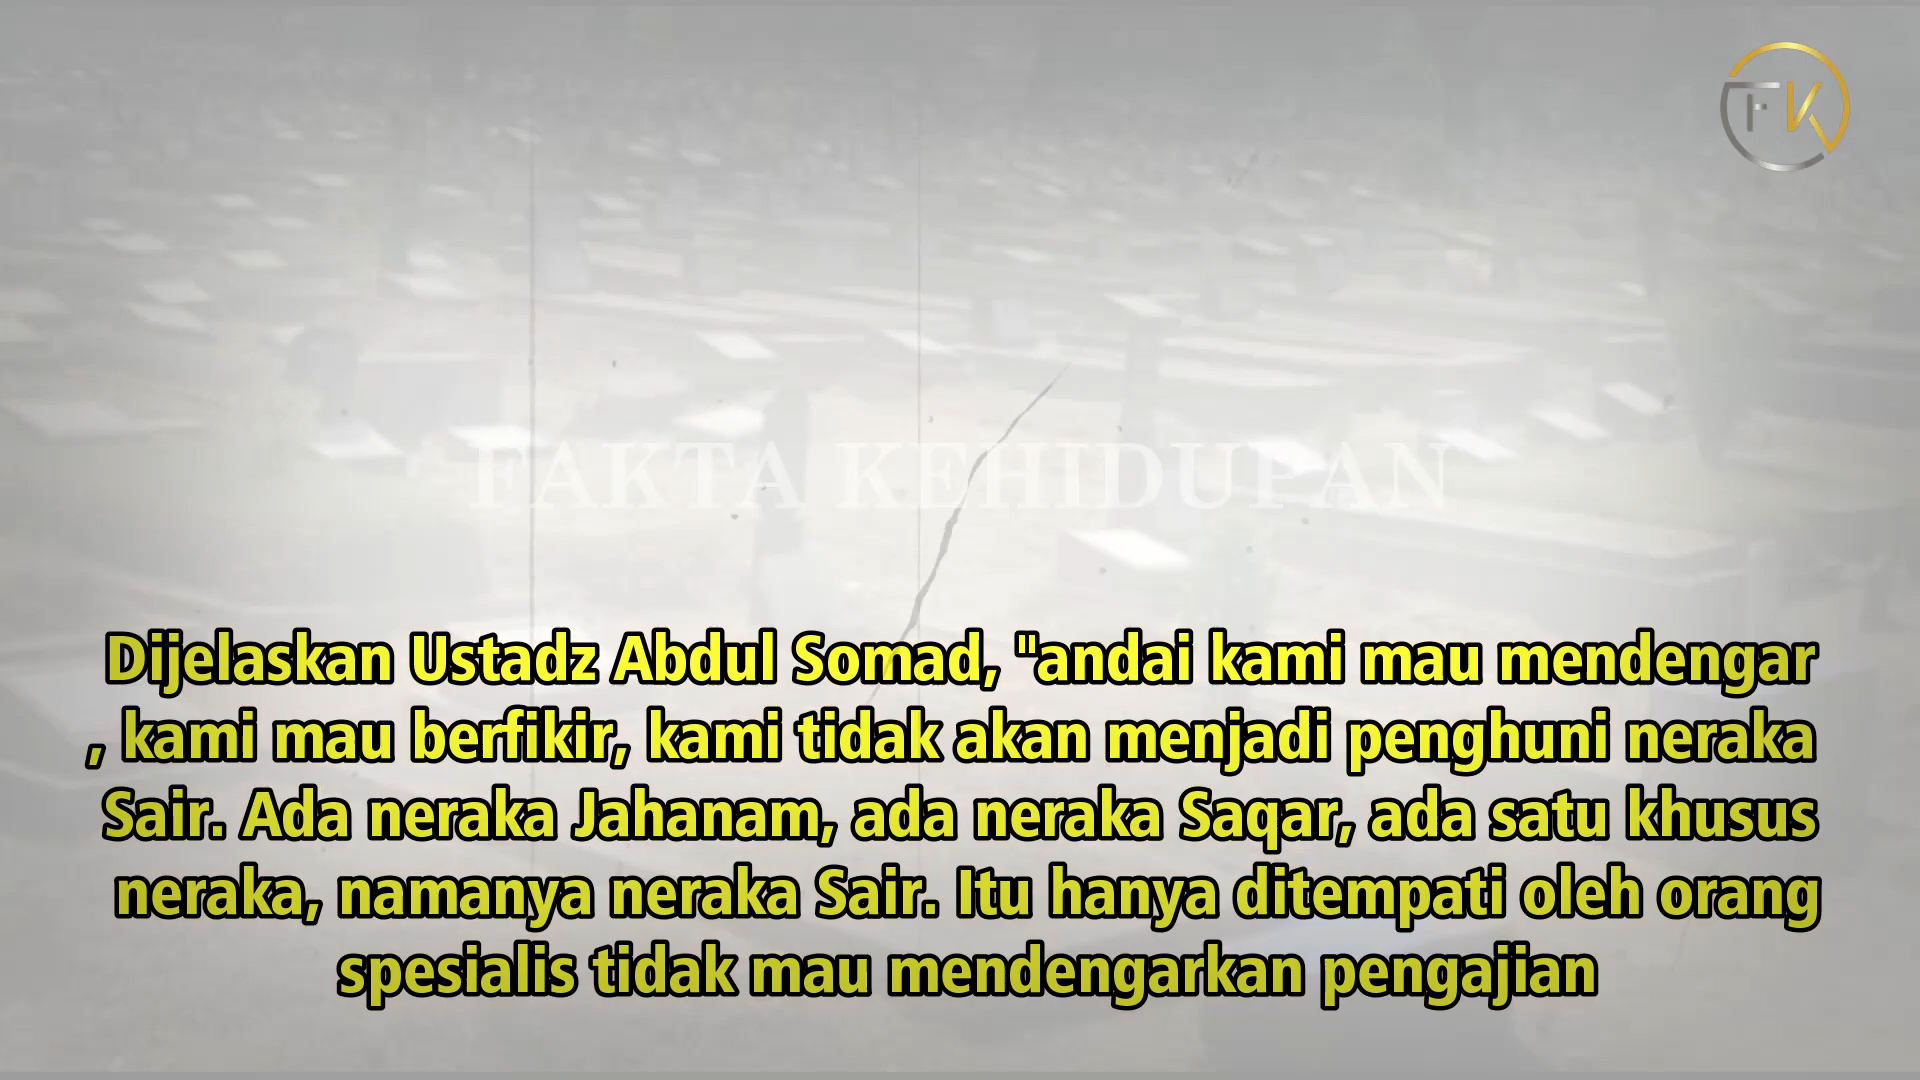 FK
FAKTA KEHIDUPAN
Dijelaskan Ustadz Abdul Somad, "andai kami mau mendengar
, kami mau berfikir, kami tidak akan menjadi penghuni neraka
Sair. Ada neraka Jahanam, ada neraka Saqar, ada satu khusus
neraka, namanya neraka Sair. Itu hanya ditempati oleh orang
spesialis tidak mau mendengarkan pengajian